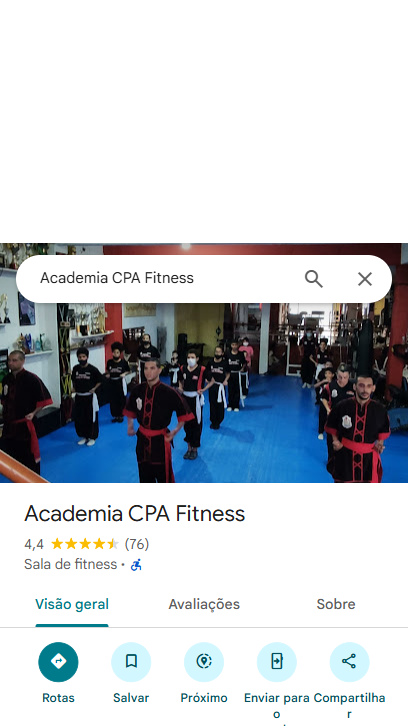 Academia CPA Fitness
Academia CPA Fitness
4,4 (76)
Sala de fitness ·
Visão geral Avaliações Sobre
Rotas Salvar Próximo Enviar para Compartilha
o r